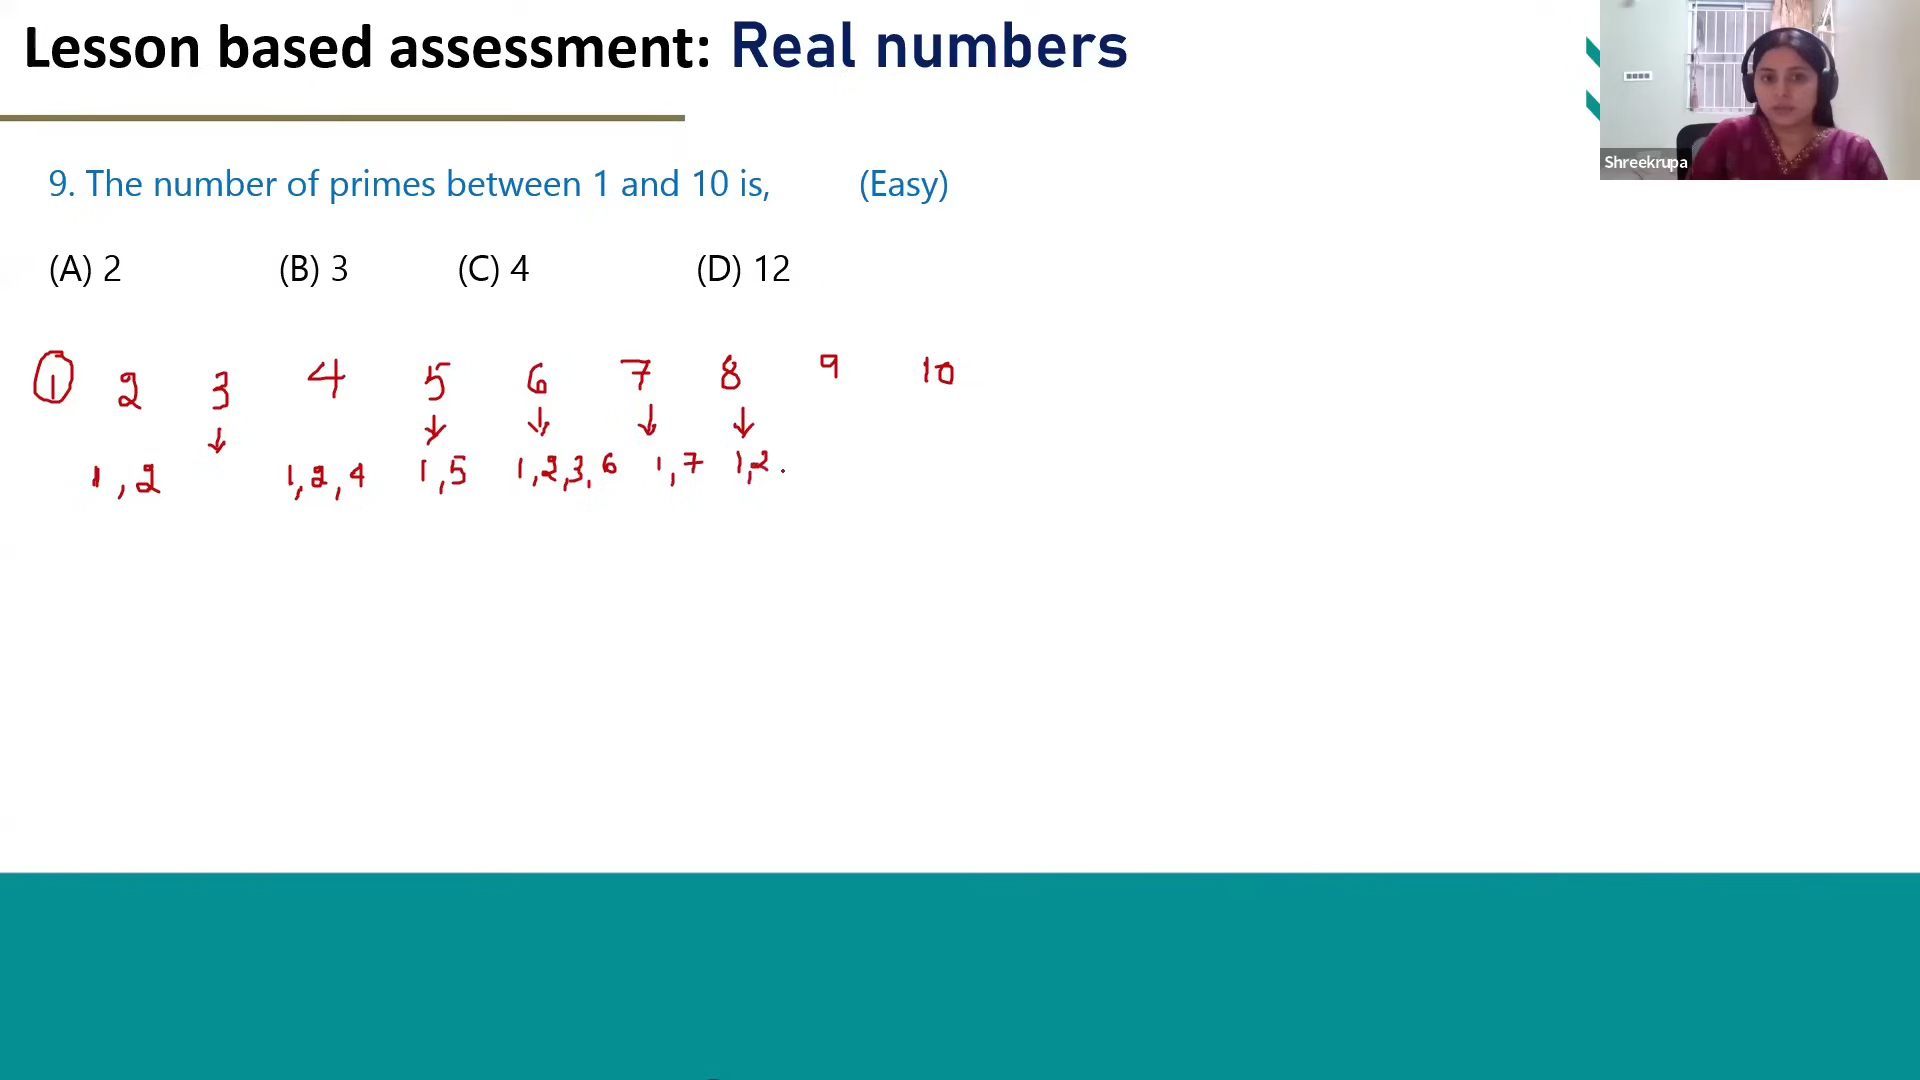 Lesson based assessment: Real numbers
Shreekrupa
9. The number of primes between 1 and 10 is, (Easy)
(A) 2 (B) 3 (C) 4 (D) 12
1 2 3 4 5 6 7 8 9 10
↓ ↓ ↓ ↓ ↓
1, 2 1, 2, 4 1, 5 1, 2, 3, 6 1, 7 1, 2.